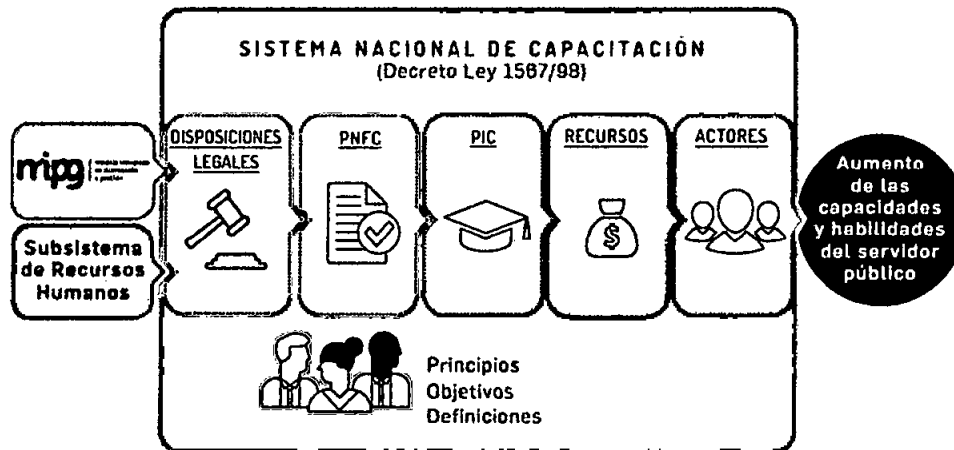 SISTEMA NACIONAL DE CAPACITACIÓN
(Decreto Ley 1567/98)
mipg
Subsistema
de Recursos
Humanos
DISPOSICIONES
LEGALES
PNFC
PIC
RECURSOS
$
ACTORES
Aumento
de las
capacidades
y habilidades
del servidor
público
Principios
Objetivos
Definiciones